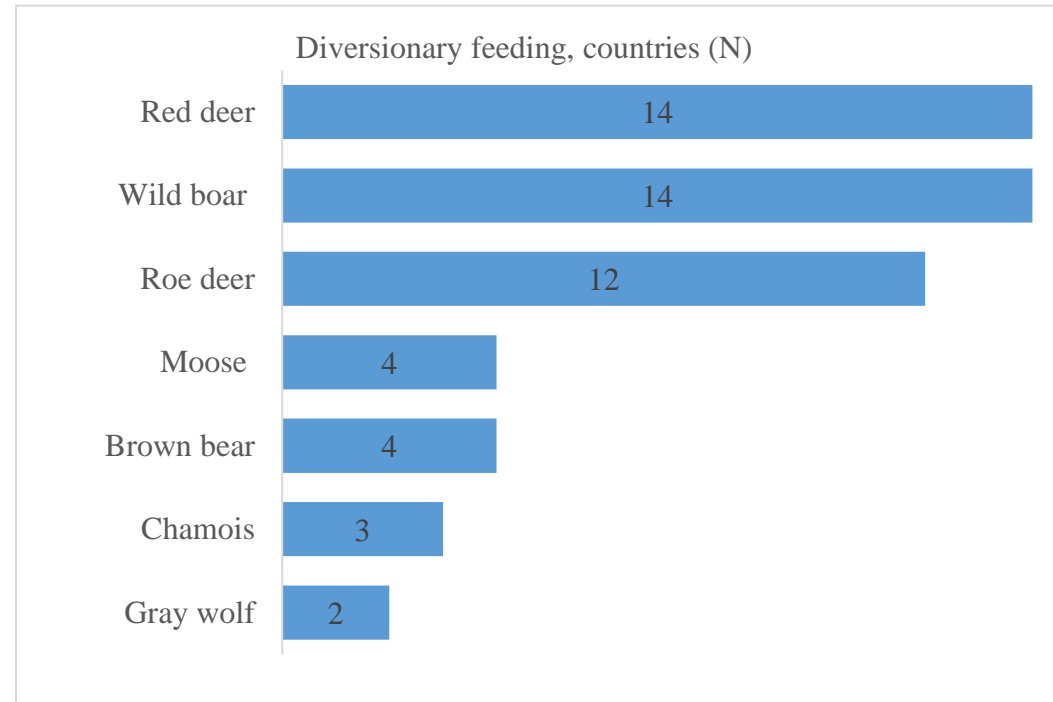 Diversionary feeding, countries (N)
Red deer 14
Wild boar 14
Roe deer 12
Moose 4
Brown bear 4
Chamois 3
Gray wolf 2